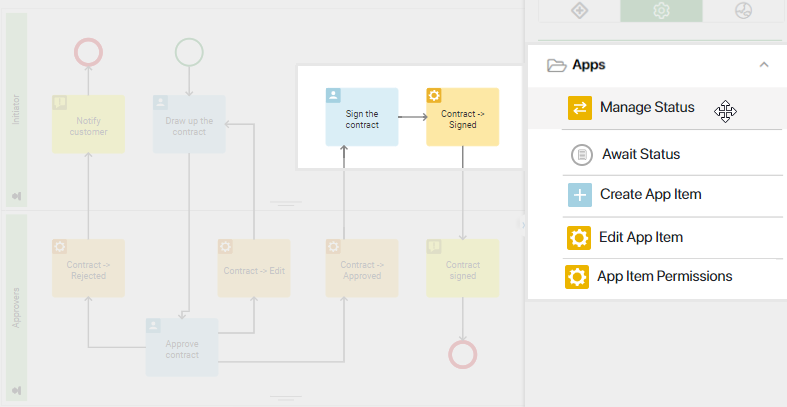 Initiator
Notify
customer
Draw up the
contract
Sign the
contract
Contract ->
Signed
Approvers
Contract ->
Rejected
Contract -> Edit
Contract ->
Approved
Contract
signed
Approve
contract
Apps
Manage Status
Await Status
Create App Item
Edit App Item
App Item Permissions